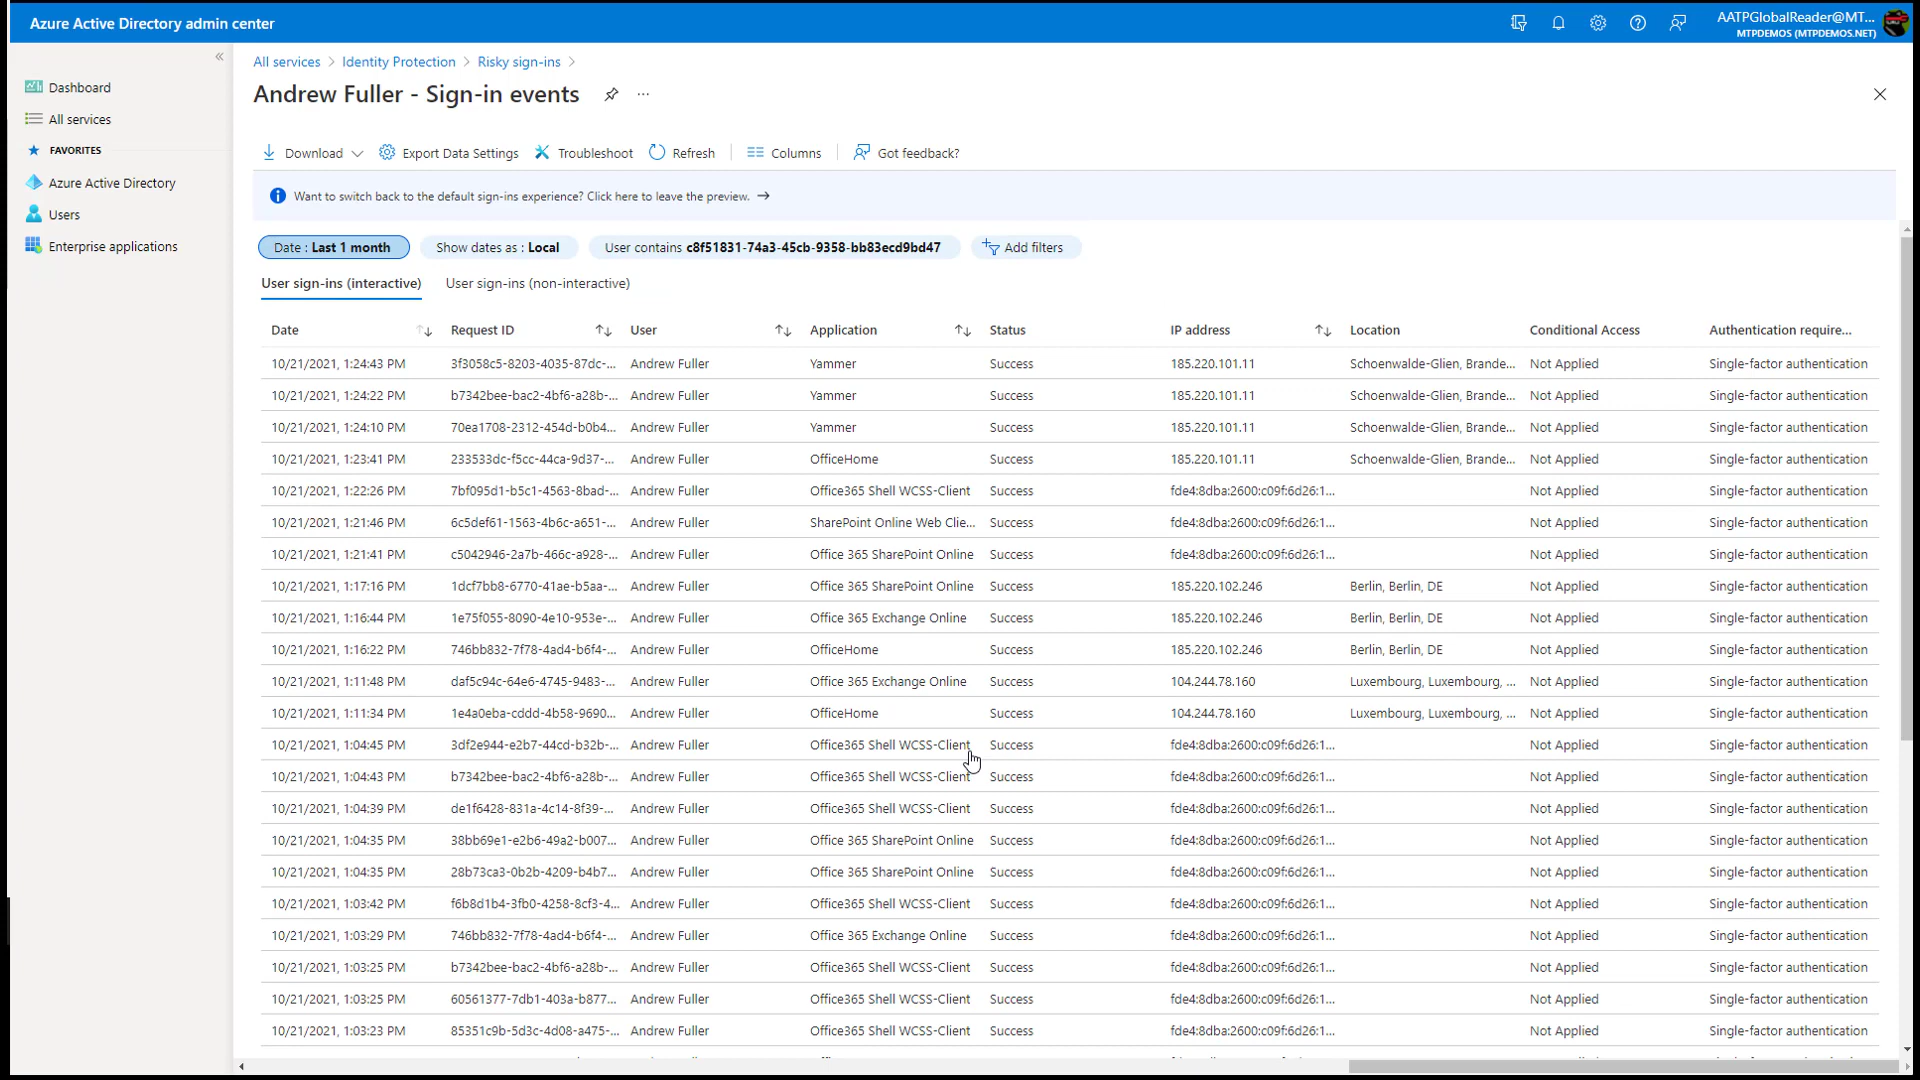 Azure Active Directory admin center
AATPGlobalReader@MT...
MTPDEMOS (MTPDEMOS.NET)
Dashboard
All services
FAVORITES
Azure Active Directory
Users
Enterprise applications
All services > Identity Protection > Risky sign-ins >
Andrew Fuller - Sign-in events
Download Export Data Settings Troubleshoot Refresh Columns Got feedback?
Want to switch back to the default sign-ins experience? Click here to leave the preview. →
Date : Last 1 month Show dates as : Local User contains c8f51831-74a3-45cb-9358-bb83ecd9bd47 Add filters
User sign-ins (interactive) User sign-ins (non-interactive)
Date Request ID User Application Status IP address Location Conditional Access Authentication require...
10/21/2021, 1:24:43 PM 3f3058c5-8203-4035-87dc-... Andrew Fuller Yammer Success 185.220.101.11 Schoenwalde-Glien, Brande... Not Applied Single-factor authentication
10/21/2021, 1:24:22 PM b7342bee-bac2-4bf6-a28b-... Andrew Fuller Yammer Success 185.220.101.11 Schoenwalde-Glien, Brande... Not Applied Single-factor authentication
10/21/2021, 1:24:10 PM 70ea1708-2312-454d-b0b4... Andrew Fuller Yammer Success 185.220.101.11 Schoenwalde-Glien, Brande... Not Applied Single-factor authentication
10/21/2021, 1:23:41 PM 233533dc-f5cc-44ca-9d37-... Andrew Fuller OfficeHome Success 185.220.101.11 Schoenwalde-Glien, Brande... Not Applied Single-factor authentication
10/21/2021, 1:22:26 PM 7bf095d1-b5c1-4563-8bad-... Andrew Fuller Office365 Shell WCSS-Client Success fde4:8dba:2600:c09f:6d26:1... Not Applied Single-factor authentication
10/21/2021, 1:21:46 PM 6c5def61-1563-4b6c-a651-... Andrew Fuller SharePoint Online Web Clie... Success fde4:8dba:2600:c09f:6d26:1... Not Applied Single-factor authentication
10/21/2021, 1:21:41 PM c5042946-2a7b-466c-a928-... Andrew Fuller Office 365 SharePoint Online Success fde4:8dba:2600:c09f:6d26:1... Not Applied Single-factor authentication
10/21/2021, 1:17:16 PM 1dcf7bb8-6770-41ae-b5aa-... Andrew Fuller Office 365 SharePoint Online Success 185.220.102.246 Berlin, Berlin, DE Not Applied Single-factor authentication
10/21/2021, 1:16:44 PM 1e75f055-8090-4e10-953e-... Andrew Fuller Office 365 Exchange Online Success 185.220.102.246 Berlin, Berlin, DE Not Applied Single-factor authentication
10/21/2021, 1:16:22 PM 746bb832-7f78-4ad4-b6f4-... Andrew Fuller OfficeHome Success 185.220.102.246 Berlin, Berlin, DE Not Applied Single-factor authentication
10/21/2021, 1:11:48 PM daf5c94c-64e6-4745-9483-... Andrew Fuller Office 365 Exchange Online Success 104.244.78.160 Luxembourg, Luxembourg, ... Not Applied Single-factor authentication
10/21/2021, 1:11:34 PM 1e4a0eba-cddd-4b58-9690... Andrew Fuller OfficeHome Success 104.244.78.160 Luxembourg, Luxembourg, ... Not Applied Single-factor authentication
10/21/2021, 1:04:45 PM 3df2e944-e2b7-44cd-b32b-... Andrew Fuller Office365 Shell WCSS-Client Success fde4:8dba:2600:c09f:6d26:1... Not Applied Single-factor authentication
10/21/2021, 1:04:43 PM b7342bee-bac2-4bf6-a28b-... Andrew Fuller Office365 Shell WCSS-Client Success fde4:8dba:2600:c09f:6d26:1... Not Applied Single-factor authentication
10/21/2021, 1:04:39 PM de1f6428-831a-4c14-8f39-... Andrew Fuller Office365 Shell WCSS-Client Success fde4:8dba:2600:c09f:6d26:1... Not Applied Single-factor authentication
10/21/2021, 1:04:35 PM 38bb69e1-e2b6-49a2-b007... Andrew Fuller Office 365 SharePoint Online Success fde4:8dba:2600:c09f:6d26:1... Not Applied Single-factor authentication
10/21/2021, 1:04:35 PM 28b73ca3-0b2b-4209-b4b7... Andrew Fuller Office 365 SharePoint Online Success fde4:8dba:2600:c09f:6d26:1... Not Applied Single-factor authentication
10/21/2021, 1:03:42 PM f6b8d1b4-3fb0-4258-8cf3-4... Andrew Fuller Office365 Shell WCSS-Client Success fde4:8dba:2600:c09f:6d26:1... Not Applied Single-factor authentication
10/21/2021, 1:03:29 PM 746bb832-7f78-4ad4-b6f4-... Andrew Fuller Office 365 Exchange Online Success fde4:8dba:2600:c09f:6d26:1... Not Applied Single-factor authentication
10/21/2021, 1:03:25 PM b7342bee-bac2-4bf6-a28b-... Andrew Fuller Office365 Shell WCSS-Client Success fde4:8dba:2600:c09f:6d26:1... Not Applied Single-factor authentication
10/21/2021, 1:03:25 PM 60561377-7db1-403a-b877... Andrew Fuller Office365 Shell WCSS-Client Success fde4:8dba:2600:c09f:6d26:1... Not Applied Single-factor authentication
10/21/2021, 1:03:23 PM 85351c9b-5d3c-4d08-a475-... Andrew Fuller Office365 Shell WCSS-Client Success fde4:8dba:2600:c09f:6d26:1... Not Applied Single-factor authentication